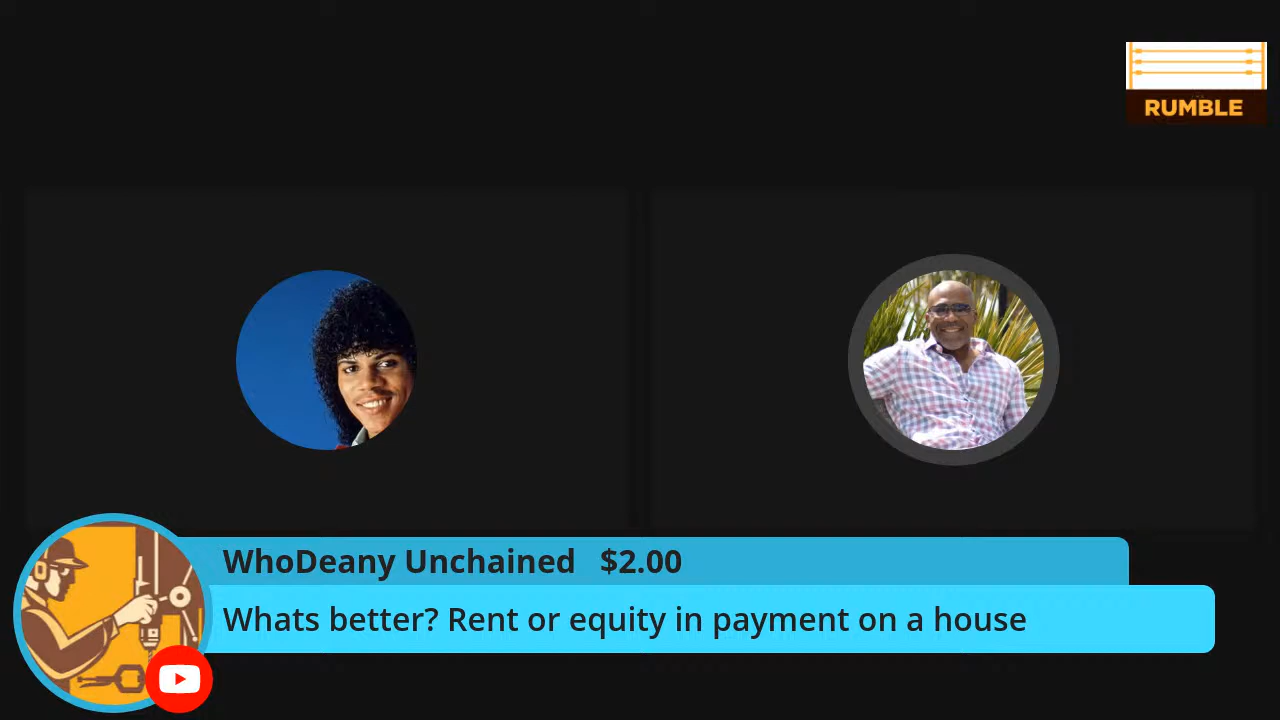 RUMBLE
WhoDeany Unchained $2.00
Whats better? Rent or equity in payment on a house